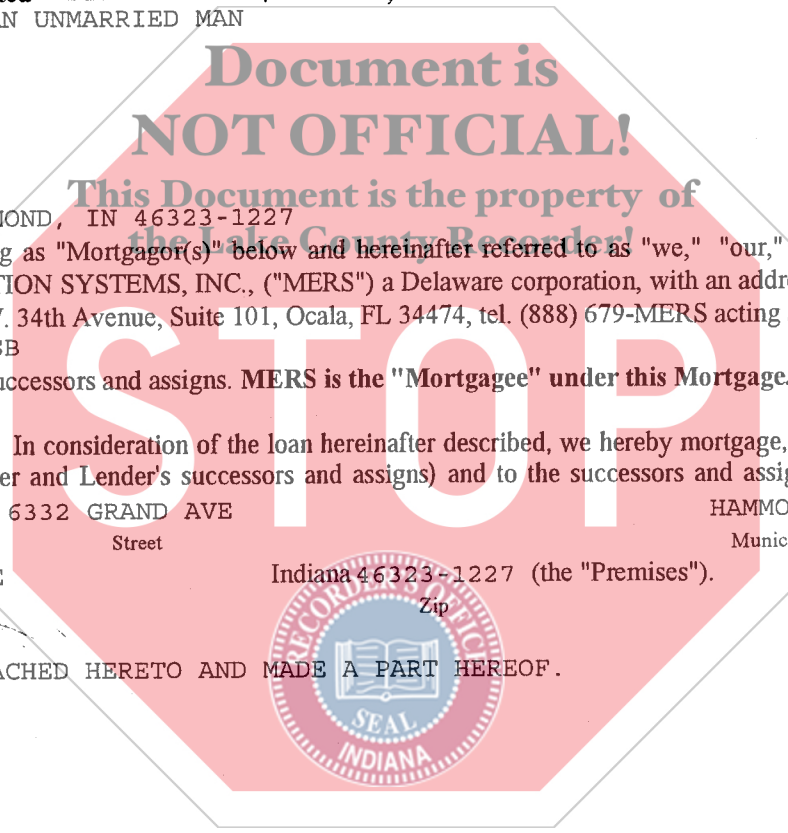 AN UNMARRIED MAN
Document is
NOT OFFICIAL!
This Document is the property of
the Lake County Recorder!
MOND, IN 46323-1227
g as "Mortgagor(s)" below and hereinafter referred to as "we," "our,"
TION SYSTEMS, INC., ("MERS") a Delaware corporation, with an addre
W. 34th Avenue, Suite 101, Ocala, FL 34474, tel. (888) 679-MERS acting
SB
uccessors and assigns. MERS is the "Mortgagee" under this Mortgage.
STOP
In consideration of the loan hereinafter described, we hereby mortgage,
er and Lender's successors and assigns) and to the successors and assig
6332 GRAND AVE HAMMO
Street Munic
Indiana 46323-1227 (the "Premises").
Zip
ACHED HERETO AND MADE A PART HEREOF.
RECORDER'S OFFICE
SEAL
INDIANA